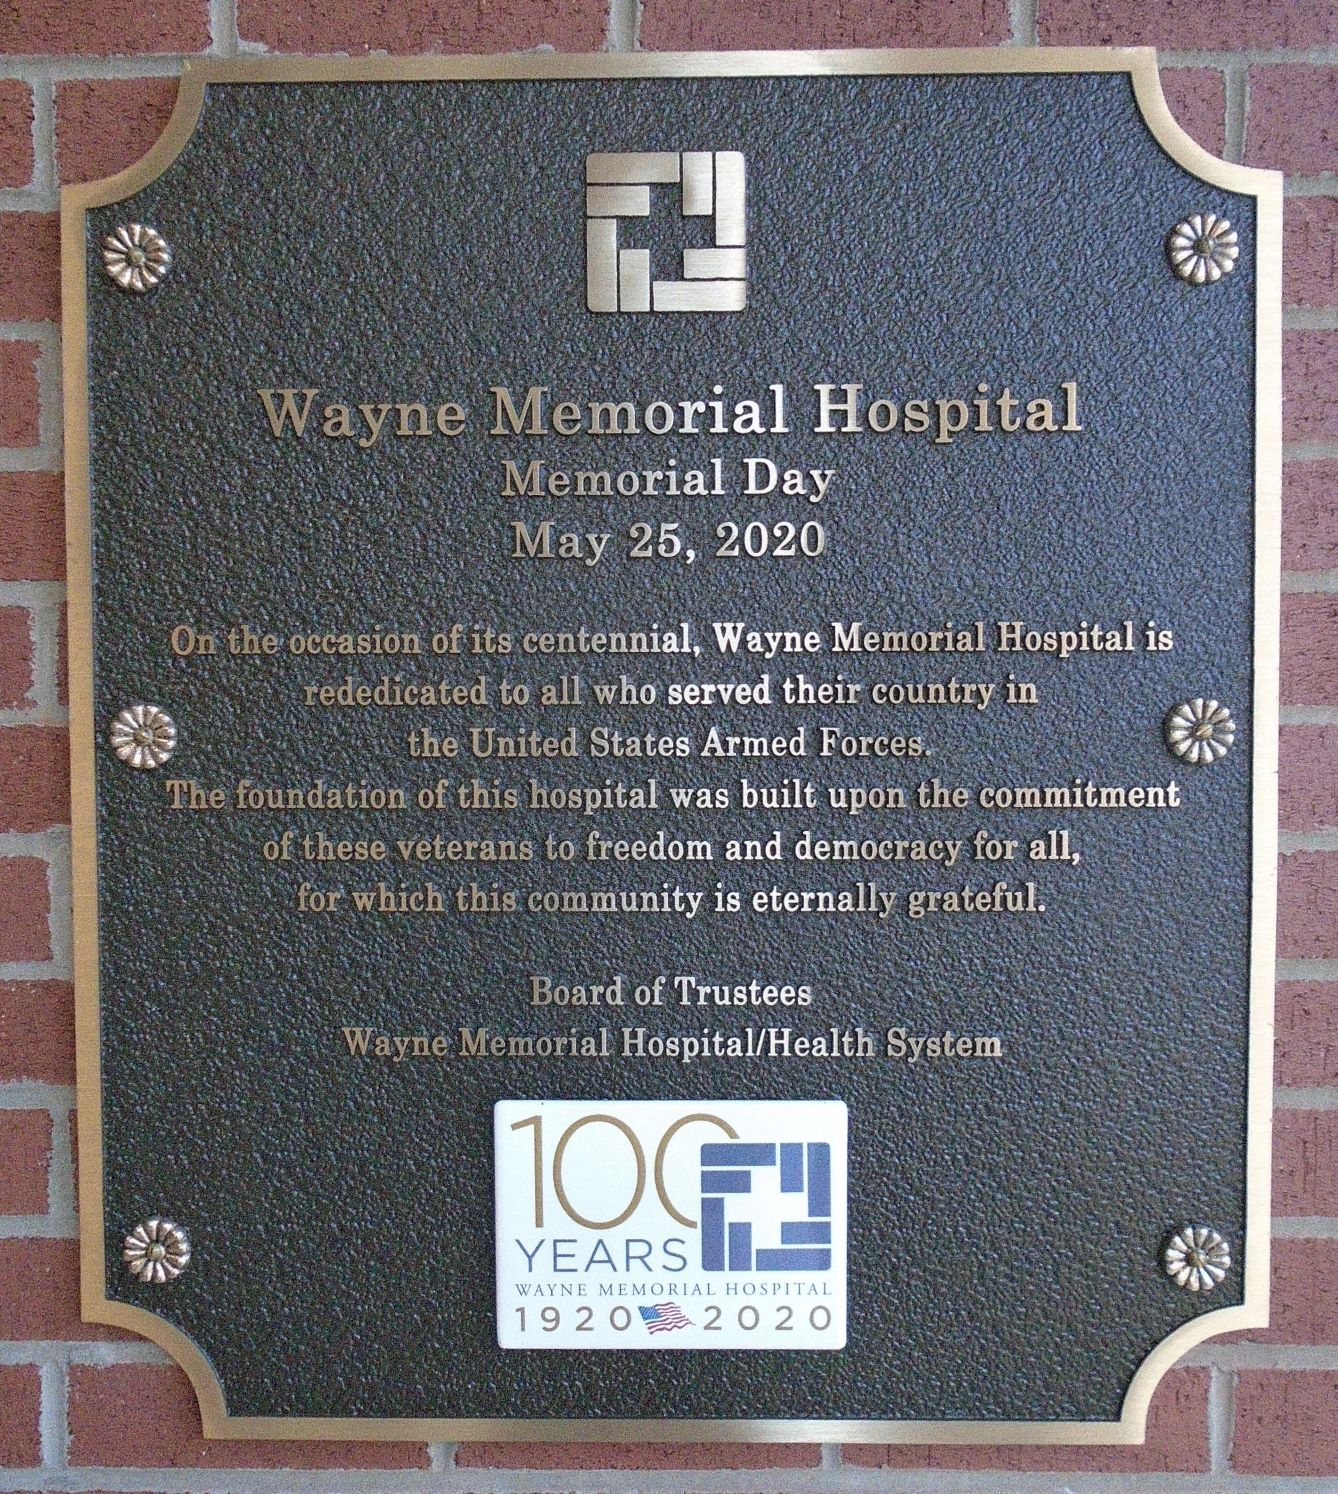 Wayne Memorial Hospital
Memorial Day
May 25, 2020
On the occasion of its centennial, Wayne Memorial Hospital is
rededicated to all who served their country in
the United States Armed Forces.
The foundation of this hospital was built upon the commitment
of these veterans to freedom and democracy for all,
for which this community is eternally grateful.
Board of Trustees
Wayne Memorial Hospital/Health System
100
YEARS
WAYNE MEMORIAL HOSPITAL
1920 2020